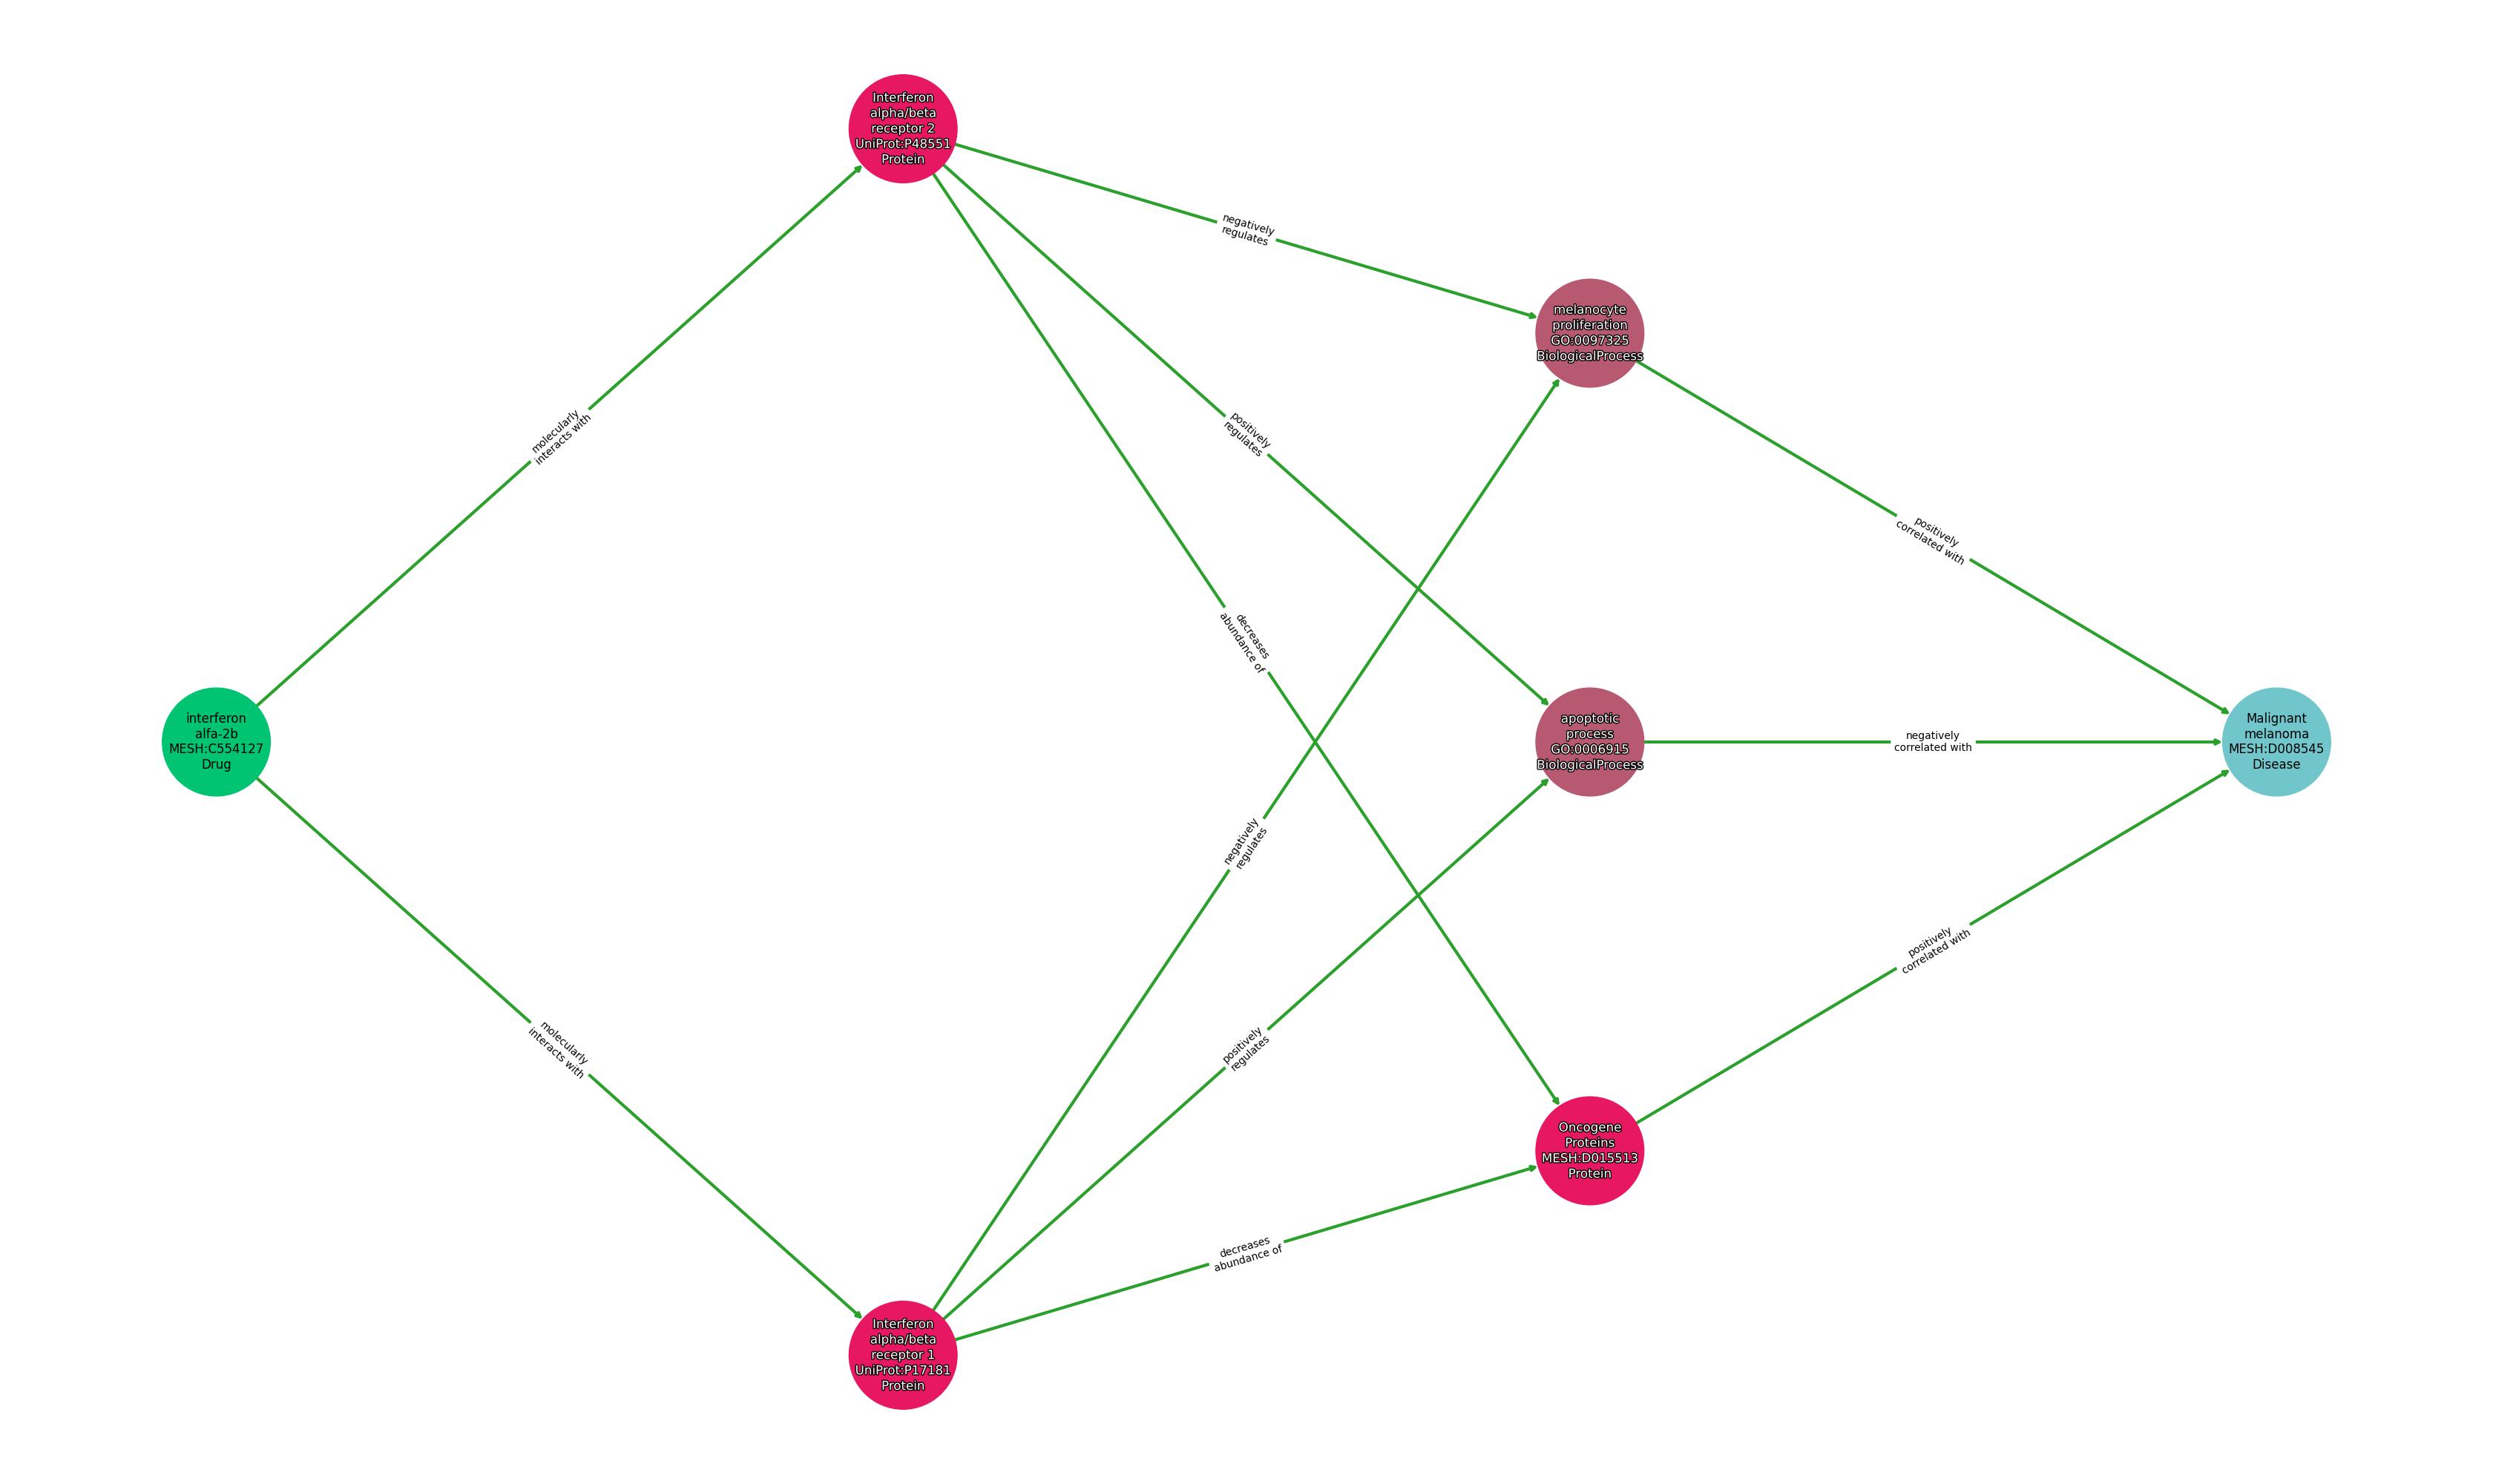 Interferon
alpha/beta
receptor 2
UniProt:P48551
Protein
negatively
regulates
melanocyte
proliferation
GO:0097325
BiologicalProcess
molecularly
interacts with
positively
regulates
positively
correlated with
decreases
abundance of
interferon
alfa-2b
MESH:C554127
Drug
apoptotic
process
GO:0006915
BiologicalProcess
negatively
correlated with
Malignant
melanoma
MESH:D008545
Disease
negatively
regulates
positively
correlated with
molecularly
interacts with
positively
regulates
Oncogene
Proteins
MESH:D015513
Protein
decreases
abundance of
Interferon
alpha/beta
receptor 1
UniProt:P17181
Protein